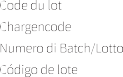 Code du lot
Chargencode
Numero di Batch/Lotto
Código de lote